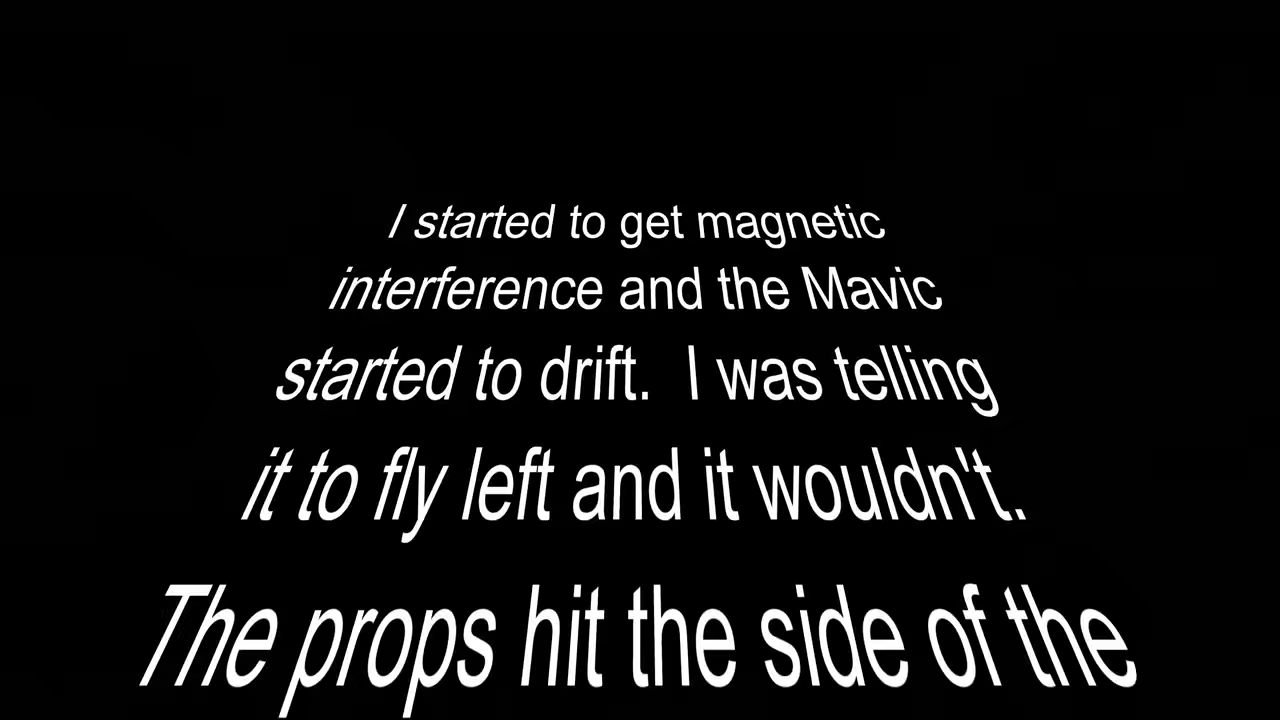 I started to get magnetic
interference and the Mavic
started to drift.  I was telling
it to fly left and it wouldn't.
The props hit the side of the